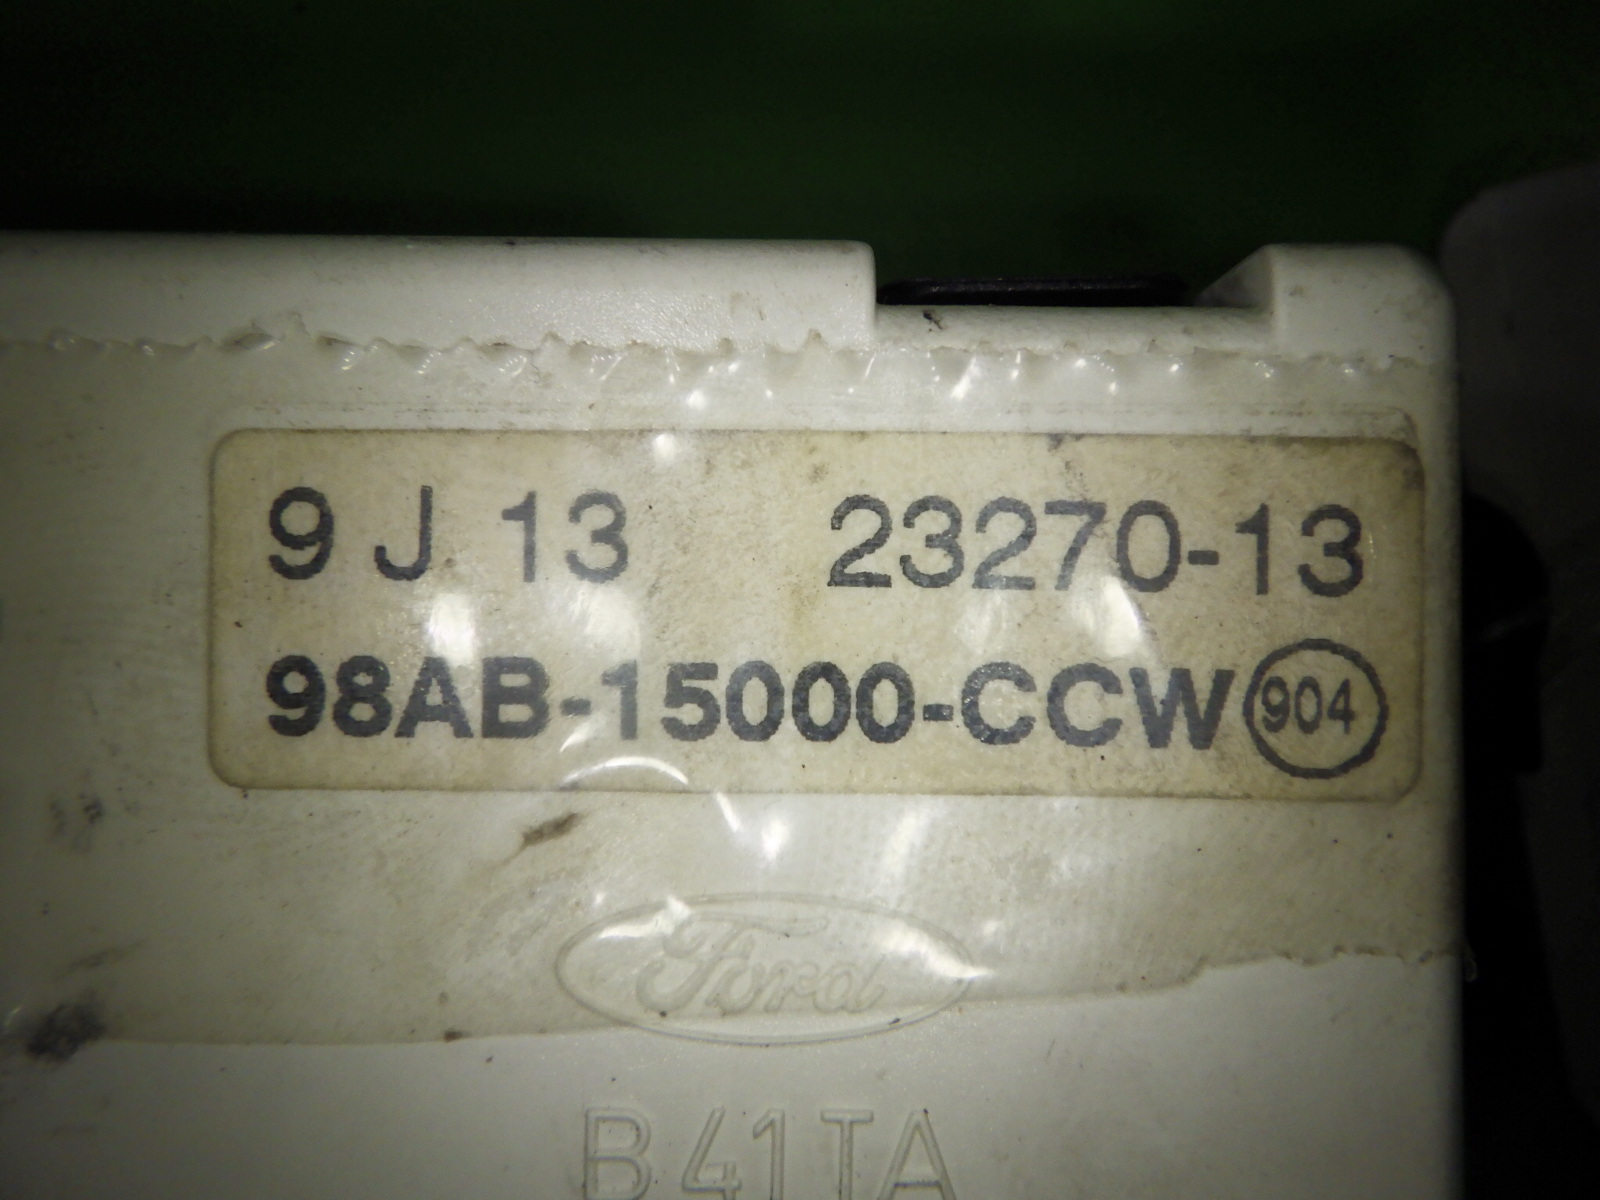 9 J 13 23270-13
98AB-15000-CCW 904
Ford
B41TA